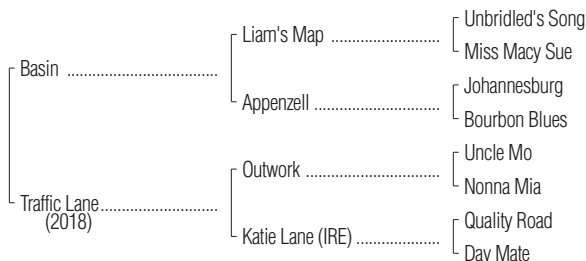 Unbridled's Song
Liam's Map
Miss Macy Sue
Basin
Johannesburg
Appenzell
Bourbon Blues
Uncle Mo
Outwork
Nonna Mia
Traffic Lane
(2018)
Quality Road
Katie Lane (IRE)
Day Mate